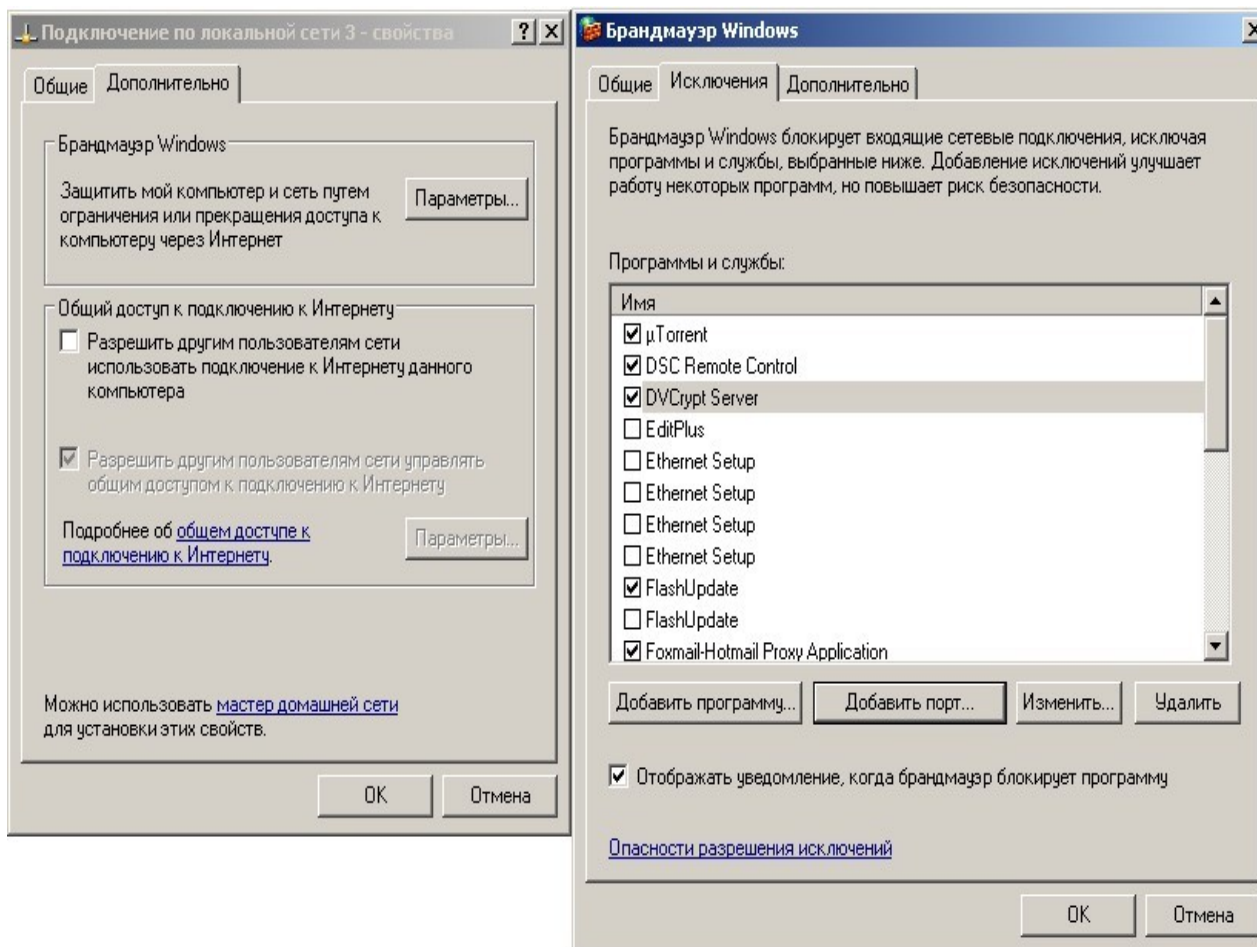 Подключение по локальной сети 3 - свойства
Общие
Дополнительно
Брандмауэр Windows
Защитить мой компьютер и сеть путем
ограничения или прекращения доступа к
компьютеру через Интернет
Параметры...
Общий доступ к подключению к Интернету
Разрешить другим пользователям сети
использовать подключение к Интернету данного
компьютера
Разрешить другим пользователям сети управлять
общим доступом к подключению к Интернету
Подробнее об общем доступе к
подключению к Интернету.
Параметры...
Можно использовать мастер домашней сети
для установки этих свойств.
OK
Отмена
Брандмауэр Windows
Общие
Исключения
Дополнительно
Брандмауэр Windows блокирует входящие сетевые подключения, исключая
программы и службы, выбранные ниже. Добавление исключений улучшает
работу некоторых программ, но повышает риск безопасности.
Программы и службы:
Имя
µTorrent
DSC Remote Control
DVCrypt Server
EditPlus
Ethernet Setup
Ethernet Setup
Ethernet Setup
Ethernet Setup
FlashUpdate
FlashUpdate
Foxmail-Hotmail Proxy Application
Добавить программу...
Добавить порт...
Изменить...
Удалить
Отображать уведомление, когда брандмауэр блокирует программу
Опасности разрешения исключений
OK
Отмена